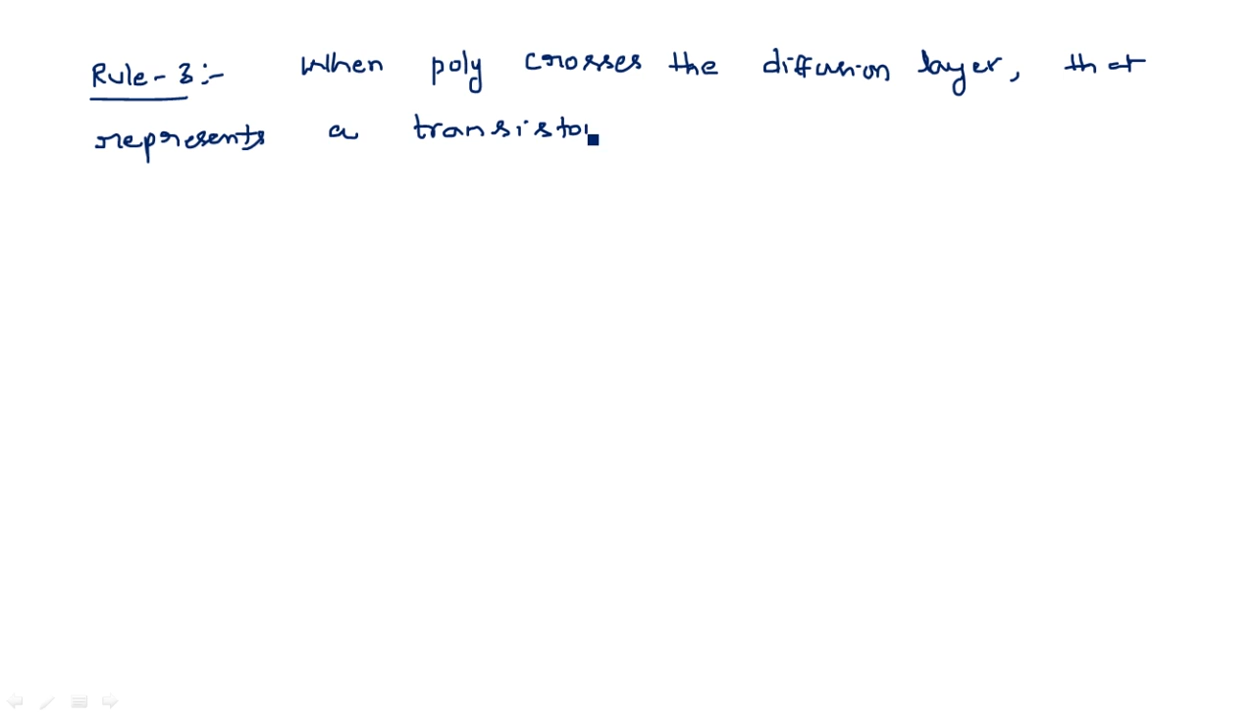 Rule-3:- When poly crosses the diffusion layer, that
represents a transistor